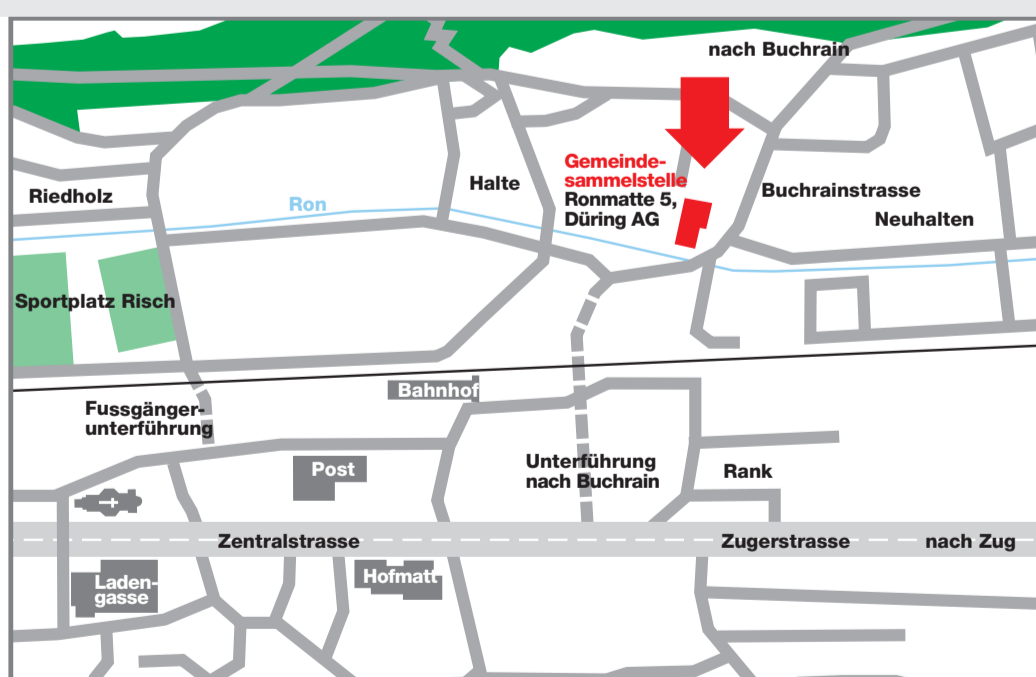 nach Buchrain
Gemeinde-
sammelstelle
Ronmatte 5,
Düring AG
Halte
Buchrainstrasse
Riedholz
Ron
Neuhalten
Sportplatz Risch
Bahnhof
Fussgänger-
unterführung
Post
Unterführung
nach Buchrain
Rank
Zentralstrasse
Zugerstrasse
nach Zug
Hofmatt
Laden-
gasse